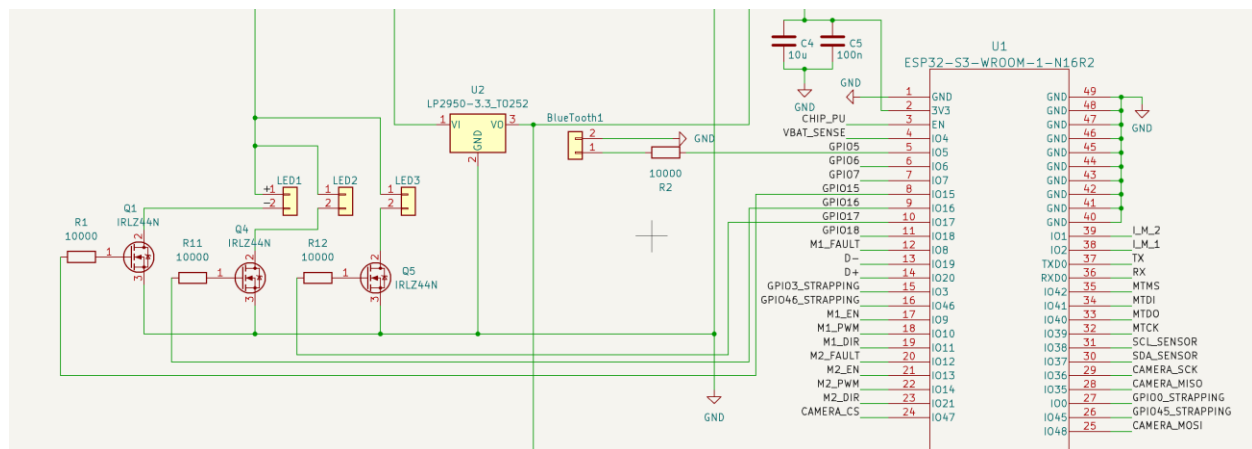 C4
10u
C5
100n
GND
GND
U1
ESP32-S3-WROOM-1-N16R2
U2
LP2950-3.3_TO252
1 VI
VO 3
GND
2
BlueTooth1
2
1
GND
10000
R2
LED1
+1
-2
LED2
1
2
LED3
1
2
R1
10000
Q1
IRLZ44N
2
1
3
R11
10000
Q4
IRLZ44N
2
1
3
R12
10000
2
1
3
Q5
IRLZ44N
GND
1 GND
2 3V3
CHIP_PU 3 EN
VBAT_SENSE 4 IO4
GPIO5 5 IO5
GPIO6 6 IO6
GPIO7 7 IO7
GPIO15 8 IO15
GPIO16 9 IO16
GPIO17 10 IO17
GPIO18 11 IO18
M1_FAULT 12 IO8
D- 13 IO19
D+ 14 IO20
GPIO3_STRAPPING 15 IO3
GPIO46_STRAPPING 16 IO46
M1_EN 17 IO9
M1_PWM 18 IO10
M1_DIR 19 IO11
M2_FAULT 20 IO12
M2_EN 21 IO13
M2_PWM 22 IO14
M2_DIR 23 IO21
CAMERA_CS 24 IO47
GND 49
GND 48
GND 47
GND 46
GND 45
GND 44
GND 43
GND 42
GND 41
GND 40
GND
IO1 39 I_M_2
IO2 38 I_M_1
TXD0 37 TX
RXD0 36 RX
IO42 35 MTMS
IO41 34 MTDI
IO40 33 MTDO
IO39 32 MTCK
IO38 31 SCL_SENSOR
IO37 30 SDA_SENSOR
IO36 29 CAMERA_SCK
IO35 28 CAMERA_MISO
IO0 27 GPIO0_STRAPPING
IO45 26 GPIO45_STRAPPING
IO48 25 CAMERA_MOSI